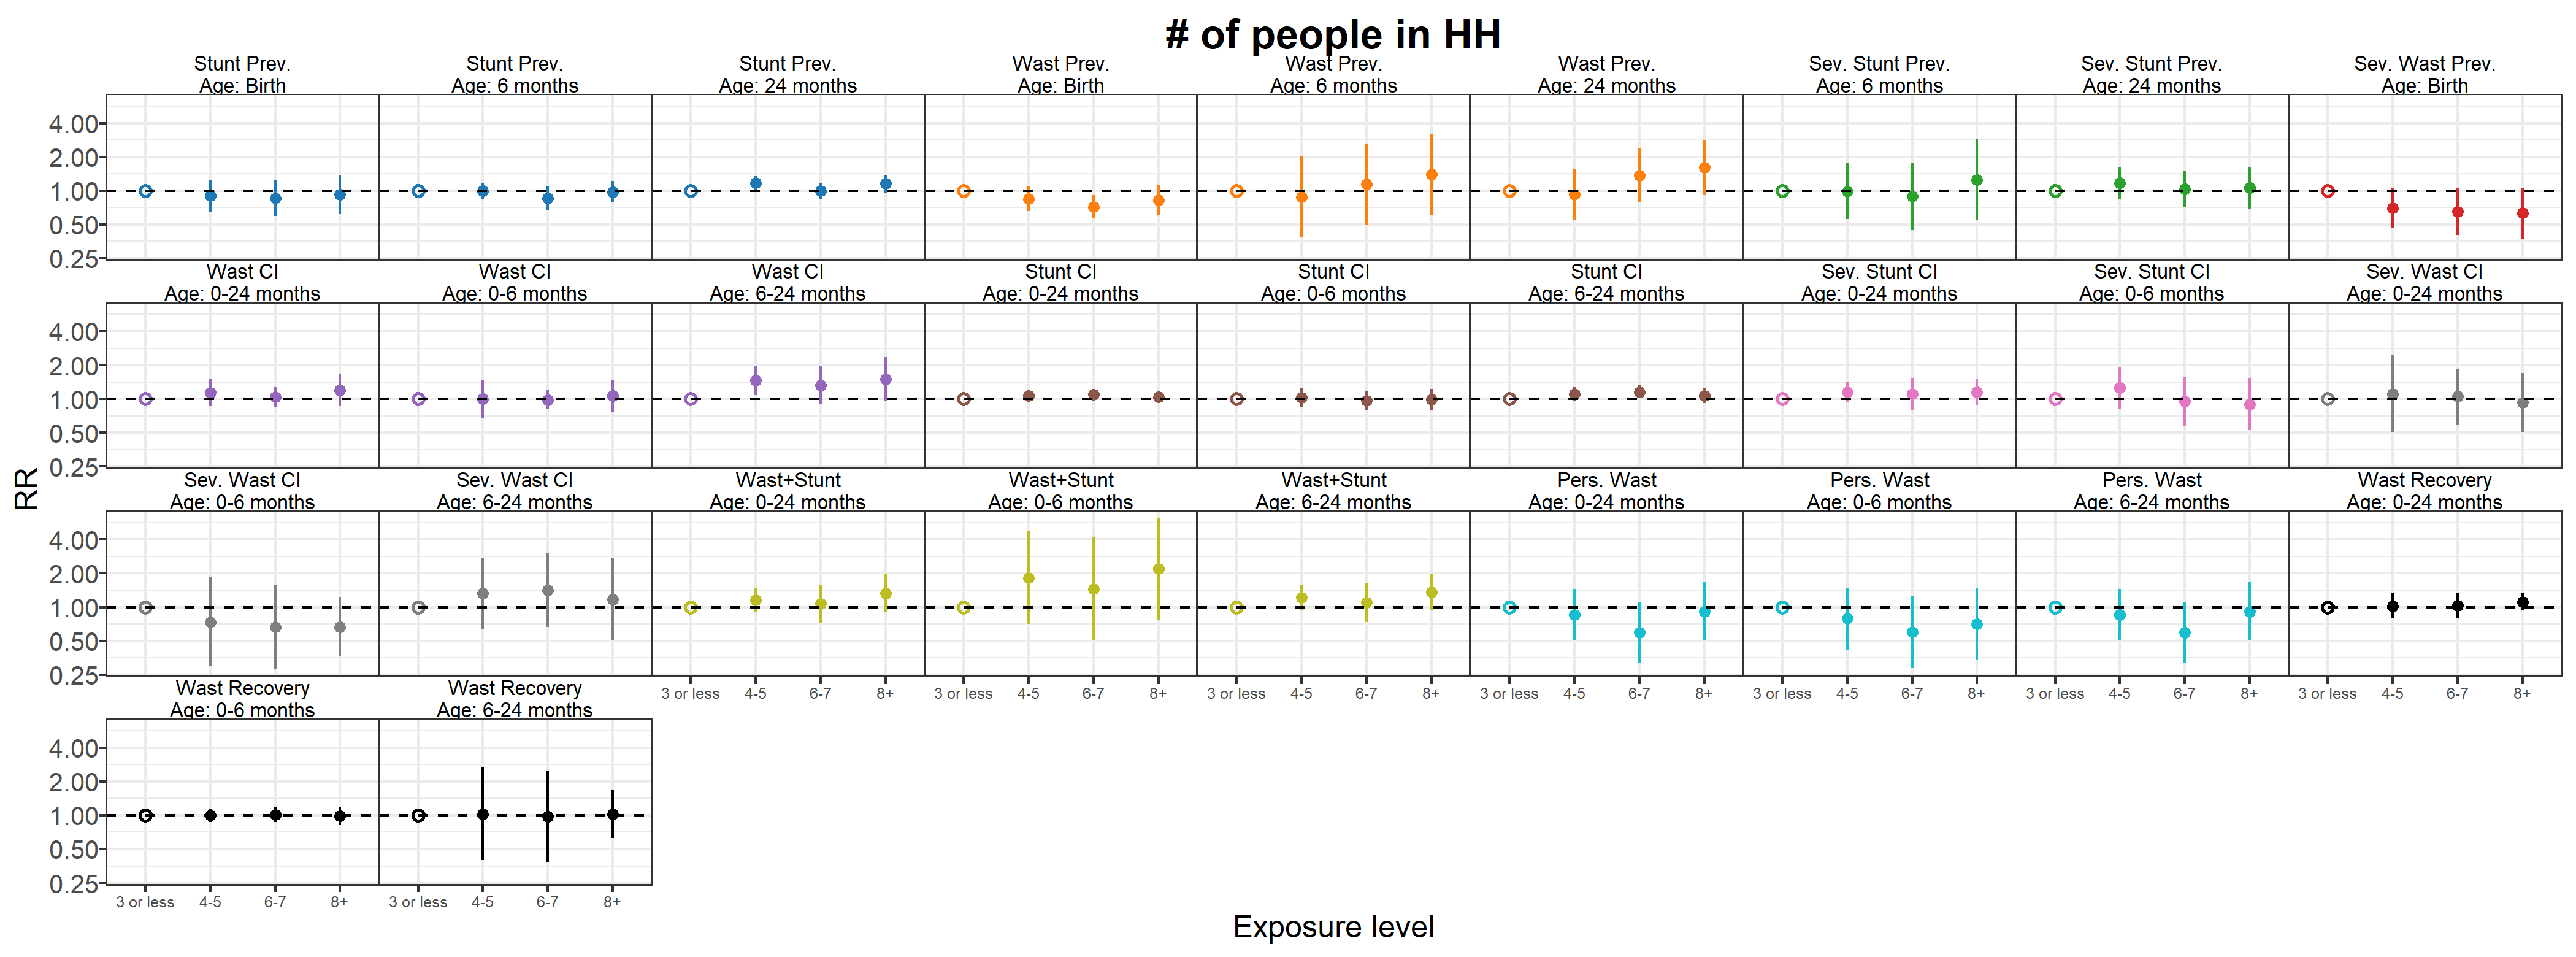 # of people in HH
Stunt Prev. Stunt Prev. Stunt Prev. Wast Prev. Wast Prev. Wast Prev. Sev. Stunt Prev. Sev. Stunt Prev. Sev. Wast Prev.
Age: Birth Age: 6 months Age: 24 months Age: Birth Age: 6 months Age: 24 months Age: 6 months Age: 24 months Age: Birth
4.00
2.00
1.00
0.50
0.25
Wast CI Wast CI Wast CI Stunt CI Stunt CI Stunt CI Sev. Stunt CI Sev. Stunt CI Sev. Wast CI
Age: 0-24 months Age: 0-6 months Age: 6-24 months Age: 0-24 months Age: 0-6 months Age: 6-24 months Age: 0-24 months Age: 0-6 months Age: 0-24 months
4.00
2.00
1.00
0.50
0.25
RR
Sev. Wast CI Sev. Wast CI Wast+Stunt Wast+Stunt Wast+Stunt Pers. Wast Pers. Wast Pers. Wast Wast Recovery
Age: 0-6 months Age: 6-24 months Age: 0-24 months Age: 0-6 months Age: 6-24 months Age: 0-24 months Age: 0-6 months Age: 6-24 months Age: 0-24 months
4.00
2.00
1.00
0.50
0.25
3 or less 4-5 6-7 8+ 3 or less 4-5 6-7 8+ 3 or less 4-5 6-7 8+ 3 or less 4-5 6-7 8+ 3 or less 4-5 6-7 8+ 3 or less 4-5 6-7 8+ 3 or less 4-5 6-7 8+
Wast Recovery Wast Recovery
Age: 0-6 months Age: 6-24 months
4.00
2.00
1.00
0.50
0.25
3 or less 4-5 6-7 8+ 3 or less 4-5 6-7 8+
Exposure level